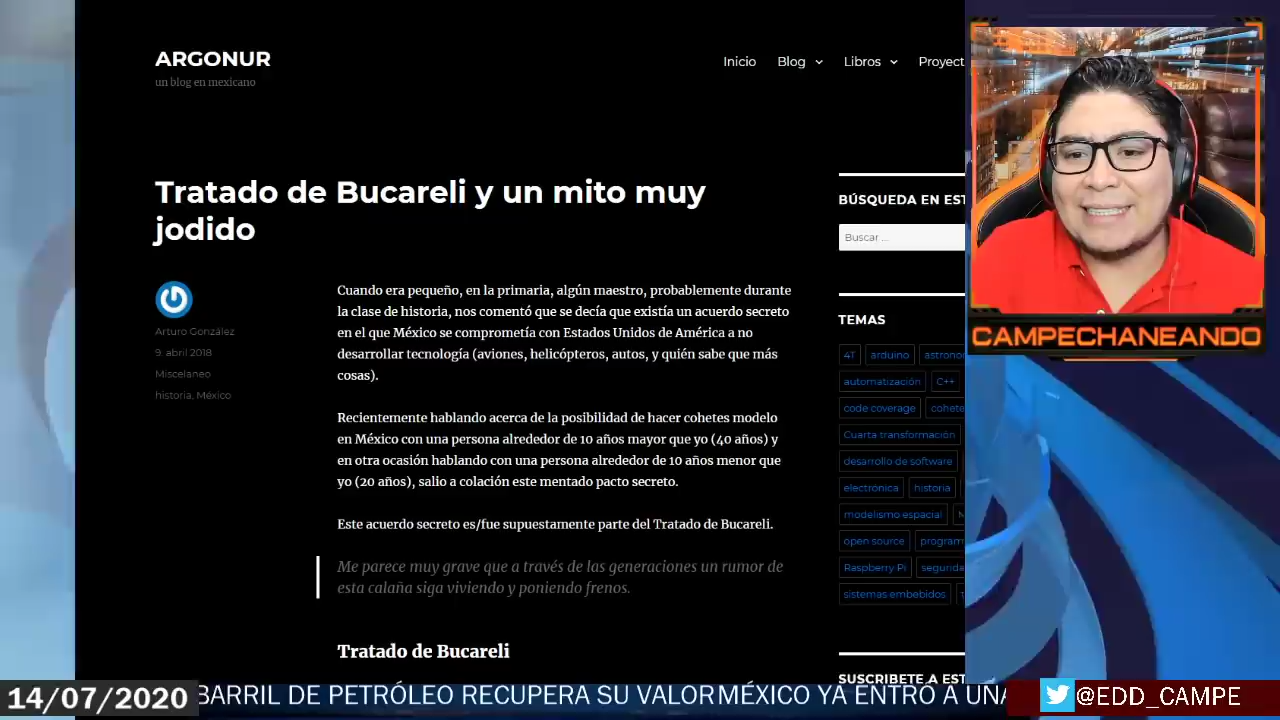 ARGONUR
un blog en mexicano
Inicio Blog Libros Proyect
Tratado de Bucareli y un mito muy
jodido
Arturo González
9. abril 2018
Miscelaneo
historia, México
Cuando era pequeño, en la primaria, algún maestro, probablemente durante
la clase de historia, nos comentó que se decía que existía un acuerdo secreto
en el que México se comprometía con Estados Unidos de América a no
desarrollar tecnología (aviones, helicópteros, autos, y quién sabe que más
cosas).
Recientemente hablando acerca de la posibilidad de hacer cohetes modelo
en México con una persona alrededor de 10 años mayor que yo (40 años) y
en otra ocasión hablando con una persona alrededor de 10 años menor que
yo (20 años), salio a colación este mentado pacto secreto.
Este acuerdo secreto es/fue supuestamente parte del Tratado de Bucareli.
Me parece muy grave que a través de las generaciones un rumor de
esta calaña siga viviendo y poniendo frenos.
Tratado de Bucareli
BÚSQUEDA EN EST
Buscar ...
TEMAS
4T arduino astrono
automatización C++
code coverage cohete
Cuarta transformación
desarrollo de software
electrónica historia
modelismo espacial M
open source program
Raspberry Pi segurida
sistemas embebidos
SUSCRIBETE A EST
CAMPECHANEANDO
14/07/2020
BARRIL DE PETRÓLEO RECUPERA SU VALOR MÉXICO YA ENTRÓ A UNA
@EDD_CAMPE